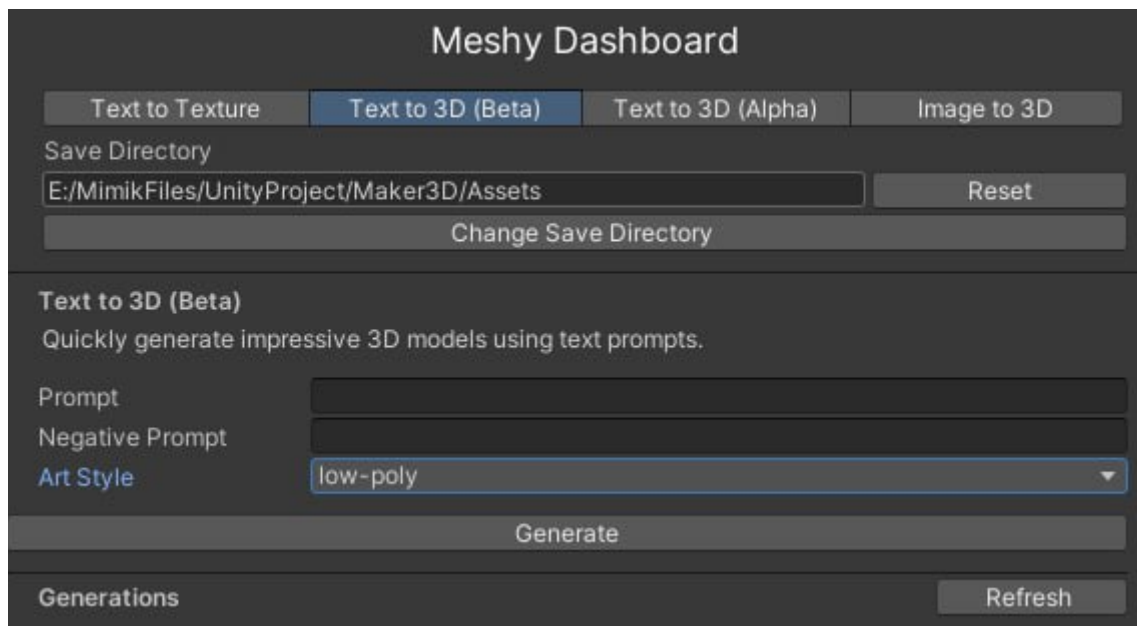 Meshy Dashboard
Text to Texture Text to 3D (Beta) Text to 3D (Alpha) Image to 3D
Save Directory
E:/MimikFiles/UnityProject/Maker3D/Assets Reset
Change Save Directory
Text to 3D (Beta)
Quickly generate impressive 3D models using text prompts.
Prompt
Negative Prompt
Art Style low-poly
Generate
Generations Refresh